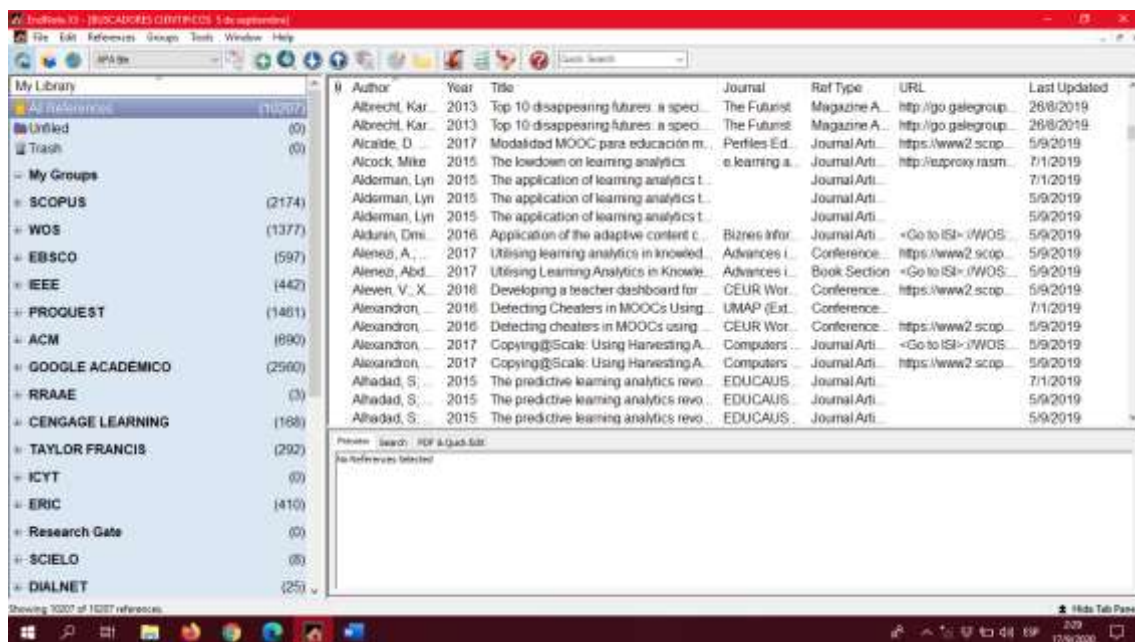 EndNote X9 - [BUSCADORES CIENTIFICOS 5 de septiembre]
File Edit References Groups Tools Window Help
APA 6th Quick Search
My Library
All References (10207)
Unfiled (0)
Trash (0)
My Groups
SCOPUS (2174)
WOS (1377)
EBSCO (597)
IEEE (442)
PROQUEST (1461)
ACM (690)
GOOGLE ACADÉMICO (2560)
RRAAE (3)
CENGAGE LEARNING (168)
TAYLOR FRANCIS (292)
ICYT (0)
ERIC (410)
Research Gate (0)
SCIELO (8)
DIALNET (25)
Author Year Title Journal Ref Type URL Last Updated
Albrecht, Kar... 2013 Top 10 disappearing futures: a speci... The Futurist Magazine A... http://go.galegroup... 26/8/2019
Albrecht, Kar... 2013 Top 10 disappearing futures: a speci... The Futurist Magazine A... http://go.galegroup... 26/8/2019
Alcalde, D. ... 2017 Modalidad MOOC para educación m... Perfiles Ed... Journal Arti... https://www2.scop... 5/9/2019
Alcock, Mike 2015 The lowdown on learning analytics e.learning a... Journal Arti... http://ezproxy.rasm... 7/1/2019
Alderman, Lyn 2015 The application of learning analytics t... Journal Arti... 7/1/2019
Alderman, Lyn 2015 The application of learning analytics t... Journal Arti... 5/9/2019
Alderman, Lyn 2015 The application of learning analytics t... Journal Arti... 5/9/2019
Aldunin, Dmi... 2016 Application of the adaptive content c... Biznes Infor... Journal Arti... <Go to ISI>://WOS:... 5/9/2019
Alenezi, A., ... 2017 Utilising learning analytics in knowled... Advances i... Conference... https://www2.scop... 5/9/2019
Alenezi, Abd... 2017 Utilising Learning Analytics in Knowle... Advances i... Book Section <Go to ISI>://WOS:... 5/9/2019
Aleven, V., X... 2016 Developing a teacher dashboard for ... CEUR Wor... Conference... https://www2.scop... 5/9/2019
Alexandron, ... 2016 Detecting Cheaters in MOOCs Using... UMAP (Ext... Conference... 7/1/2019
Alexandron, ... 2016 Detecting cheaters in MOOCs using ... CEUR Wor... Conference... https://www2.scop... 5/9/2019
Alexandron, ... 2017 Copying@Scale: Using Harvesting A... Computers ... Journal Arti... <Go to ISI>://WOS:... 5/9/2019
Alexandron, ... 2017 Copying@Scale: Using Harvesting A... Computers ... Journal Arti... https://www2.scop... 5/9/2019
Alhadad, S; ... 2015 The predictive learning analytics revo... EDUCAUS... Journal Arti... 7/1/2019
Alhadad, S; ... 2015 The predictive learning analytics revo... EDUCAUS... Journal Arti... 5/9/2019
Alhadad, S; ... 2015 The predictive learning analytics revo... EDUCAUS... Journal Arti... 5/9/2019
Preview Search PDF & Quick Edit
No References Selected
Showing 10207 of 10207 references.
Hide Tab Pane
ESP
2:29